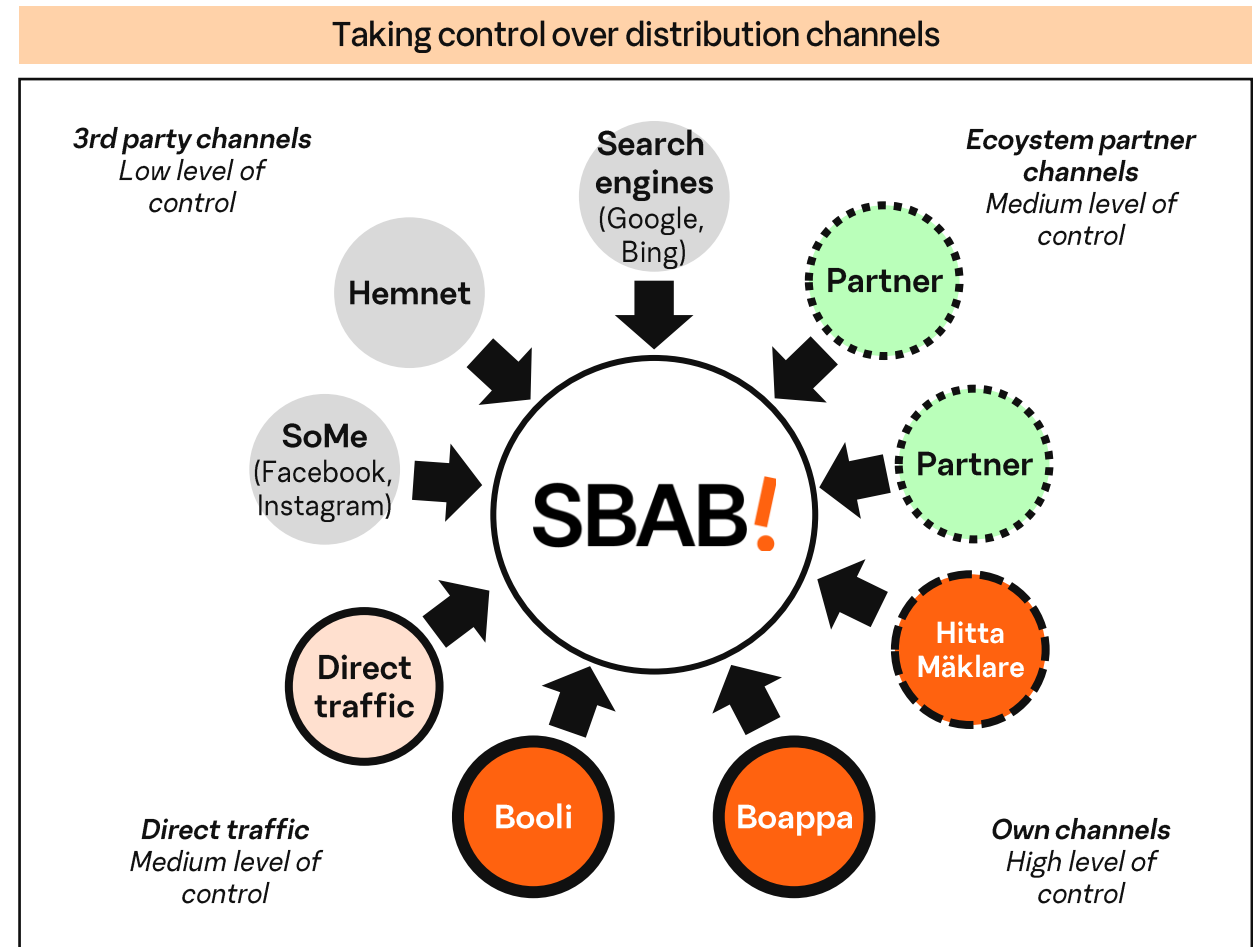 Taking control over distribution channels
3rd party channels
Low level of
control
Search
engines
(Google,
Bing)
Ecoystem partner
channels
Medium level of
control
Hemnet
Partner
SoMe
(Facebook,
Instagram)
Partner
SBAB!
Direct
traffic
Hitta
Mäklare
Booli
Boappa
Direct traffic
Medium level of
control
Own channels
High level of
control